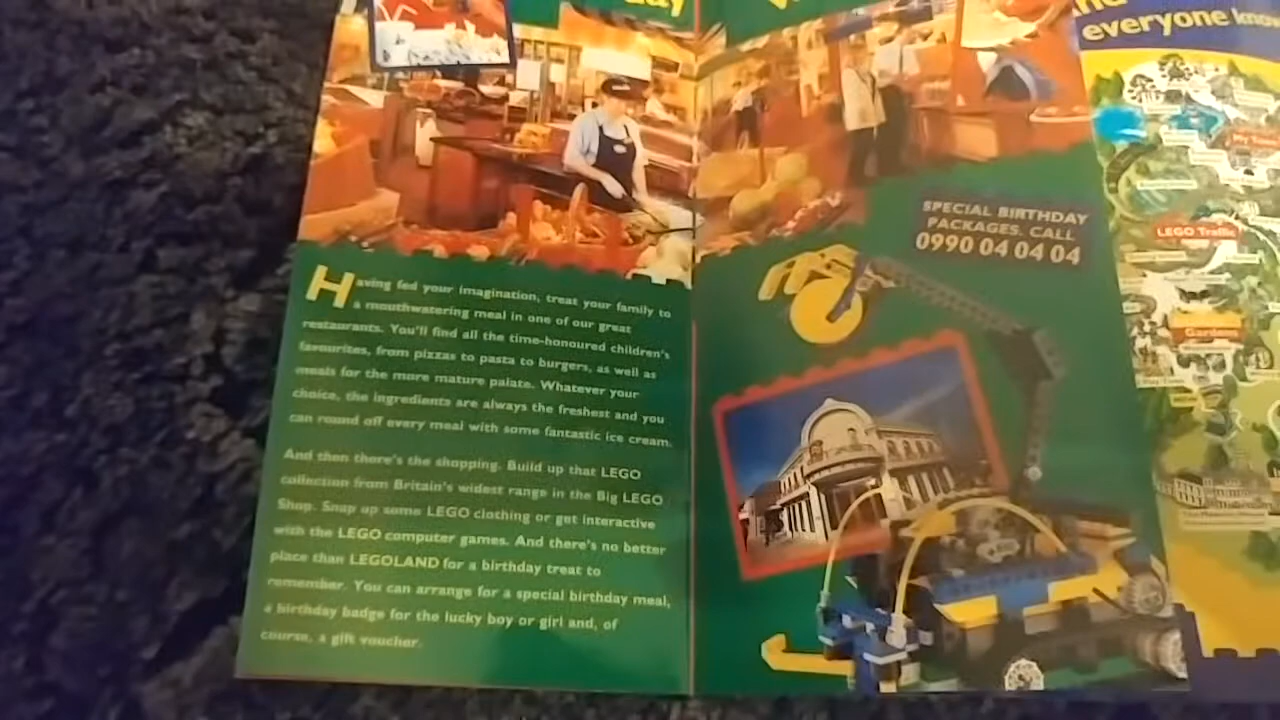 day
everyone know
SPECIAL BIRTHDAY
PACKAGES. CALL
0990 04 04 04
LEGO Traffic
Gardens
Having fed your imagination, treat your family to
a mouthwatering meal in one of our great
restaurants. You'll find all the time-honoured children's
favourites, from pizzas to pasta to burgers, as well as
meals for the more mature palate. Whatever your
choice, the ingredients are always the freshest and you
can round off every meal with some fantastic ice cream.
And then there's the shopping. Build up that LEGO
collection from Britain's widest range in the Big LEGO
Shop. Snap up some LEGO clothing or get interactive
with the LEGO computer games. And there's no better
place than LEGOLAND for a birthday treat to
remember. You can arrange for a special birthday meal,
a birthday badge for the lucky boy or girl and, of
course, a gift voucher.